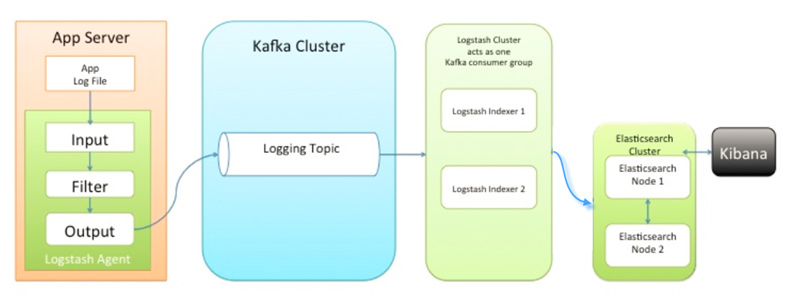 App Server
App
Log File
Input
Filter
Output
Logstash Agent
Kafka Cluster
Logging Topic
Logstash Cluster
acts as one
Kafka consumer group
Logstash Indexer 1
Logstash Indexer 2
Elasticsearch
Cluster
Elasticsearch
Node 1
Elasticsearch
Node 2
Kibana